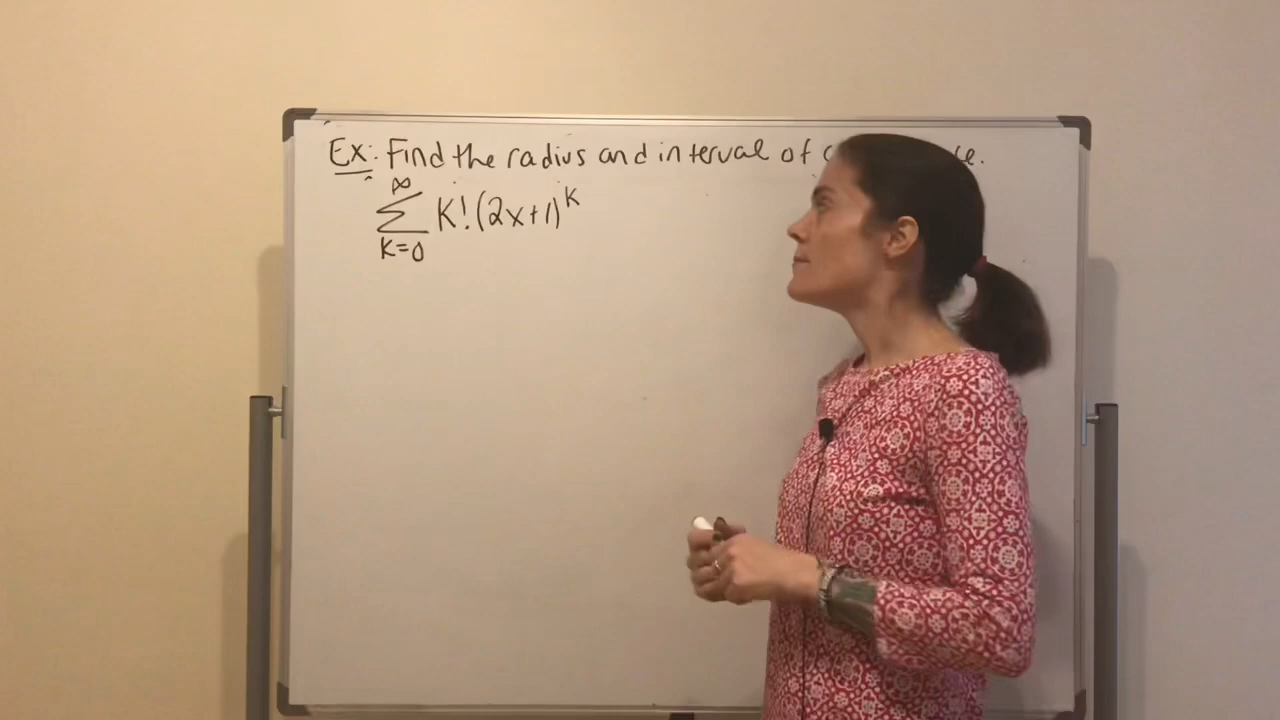 Ex: Find the radius and interval of
∞
∑ K!(2x+1)^K
K=0